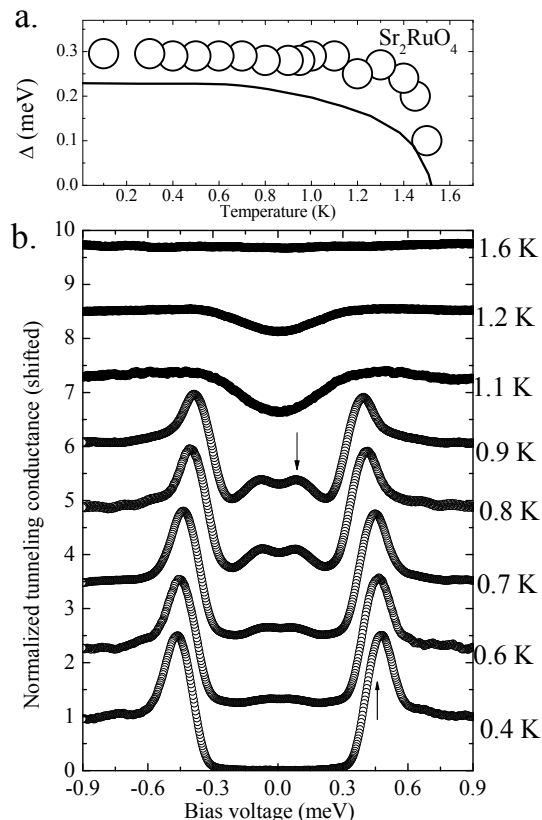 a.
Sr₂RuO₄
Δ (meV)
0.3
0.2
0.1
0.0
0.2 0.4 0.6 0.8 1.0 1.2 1.4 1.6
Temperature (K)
b.
Normalized tunneling conductance (shifted)
10
9
8
7
6
5
4
3
2
1
0
1.6 K
1.2 K
1.1 K
0.9 K
0.8 K
0.7 K
0.6 K
0.4 K
-0.9 -0.6 -0.3 0.0 0.3 0.6 0.9
Bias voltage (meV)